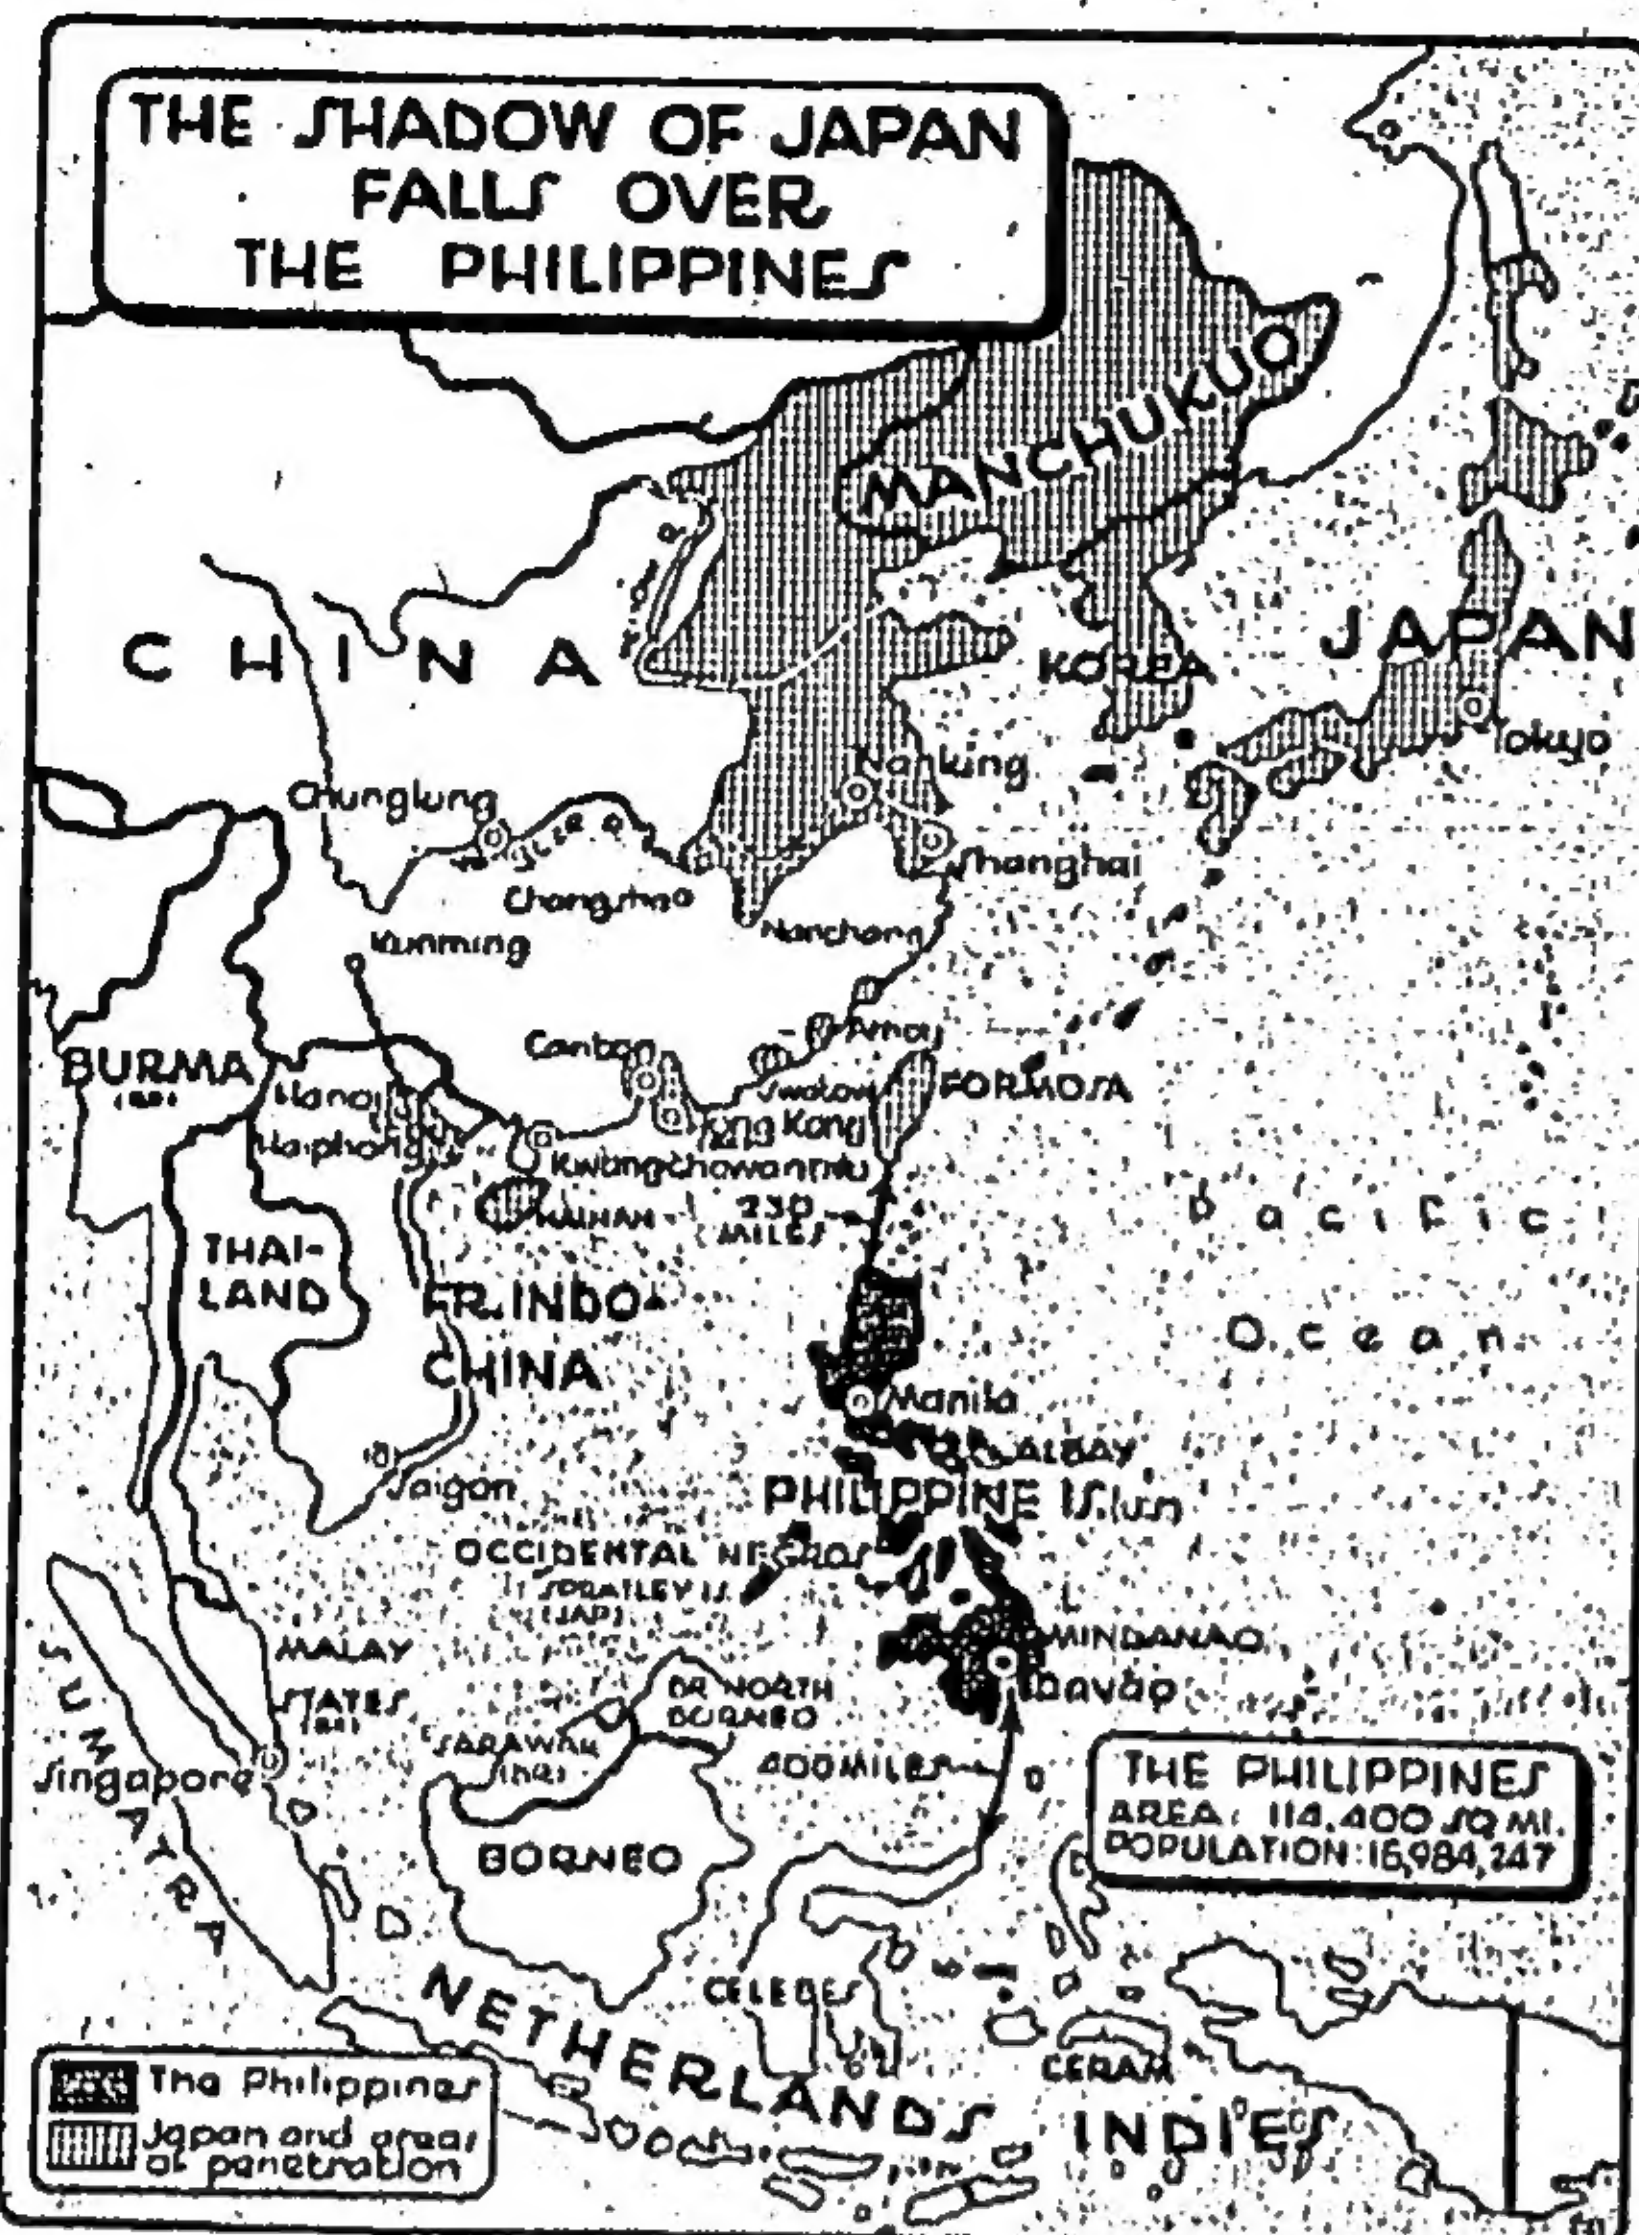 THE SHADOW OF JAPAN
FALLS OVER
THE PHILIPPINES
MANCHUKUO
CHINA
KOREA
JAPAN
Tokyo
Nanking
Chungking
Shanghai
Changsha
Nanchang
Kunming
Canton
Amoy
BURMA
Hanoi
Swatow
FORMOSA
Haiphong
Hong Kong
Kwangchowan
HAINAN
230
MILES
Pacific
THAI-
LAND
FR. INDO-
CHINA
Ocean
Manila
ALBAY
Saigon
PHILIPPINE IS. (U.S.)
OCCIDENTAL NEGROS
SPRATLEY IS.
(JAP)
MALAY
STATES
MINDANAO
Davao
BR NORTH
BORNEO
SARAWAK
SUMATRA
Singapore
400 MILES
THE PHILIPPINES
AREA: 114,400 SQ MI.
POPULATION: 16,984,247
BORNEO
CELEBES
CERAM
NETHERLANDS INDIES
The Philippines
Japan and areas
of penetration